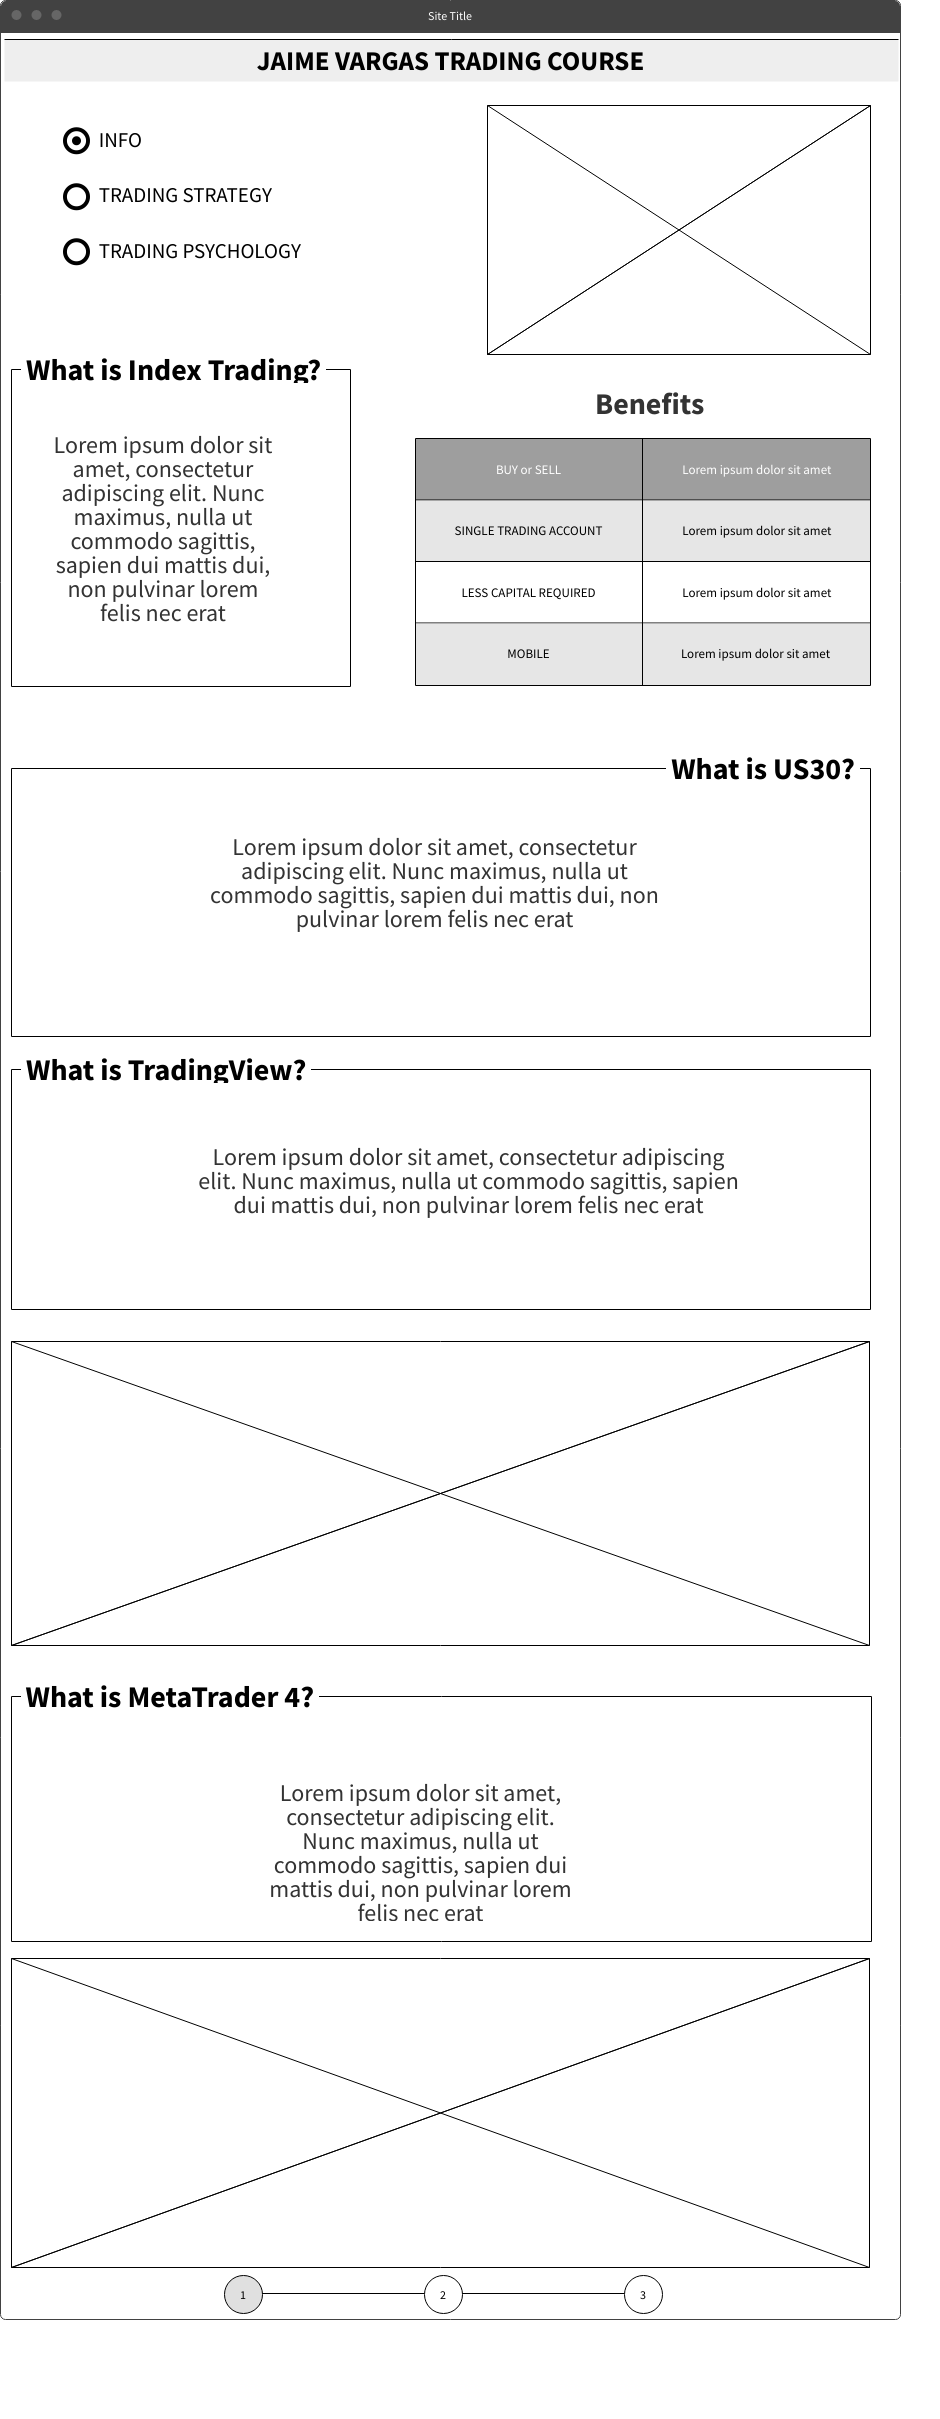 Site Title
JAIME VARGAS TRADING COURSE
INFO
TRADING STRATEGY
TRADING PSYCHOLOGY
What is Index Trading?
Lorem ipsum dolor sit
amet, consectetur
adipiscing elit. Nunc
maximus, nulla ut
commodo sagittis,
sapien dui mattis dui,
non pulvinar lorem
felis nec erat
Benefits
BUY or SELL Lorem ipsum dolor sit amet
SINGLE TRADING ACCOUNT Lorem ipsum dolor sit amet
LESS CAPITAL REQUIRED Lorem ipsum dolor sit amet
MOBILE Lorem ipsum dolor sit amet
What is US30?
Lorem ipsum dolor sit amet, consectetur
adipiscing elit. Nunc maximus, nulla ut
commodo sagittis, sapien dui mattis dui, non
pulvinar lorem felis nec erat
What is TradingView?
Lorem ipsum dolor sit amet, consectetur adipiscing
elit. Nunc maximus, nulla ut commodo sagittis, sapien
dui mattis dui, non pulvinar lorem felis nec erat
What is MetaTrader 4?
Lorem ipsum dolor sit amet,
consectetur adipiscing elit.
Nunc maximus, nulla ut
commodo sagittis, sapien dui
mattis dui, non pulvinar lorem
felis nec erat
1 2 3